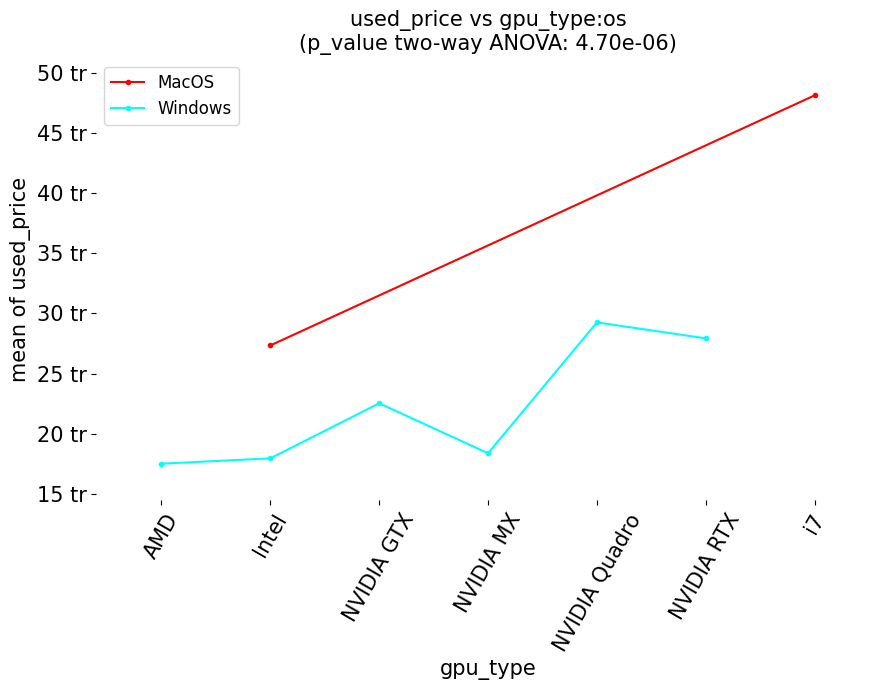 used_price vs gpu_type:os
(p_value two-way ANOVA: 4.70e-06)
MacOS
Windows
50 tr
45 tr
40 tr
35 tr
30 tr
25 tr
20 tr
15 tr
mean of used_price
AMD
Intel
NVIDIA GTX
NVIDIA MX
NVIDIA Quadro
NVIDIA RTX
i7
gpu_type